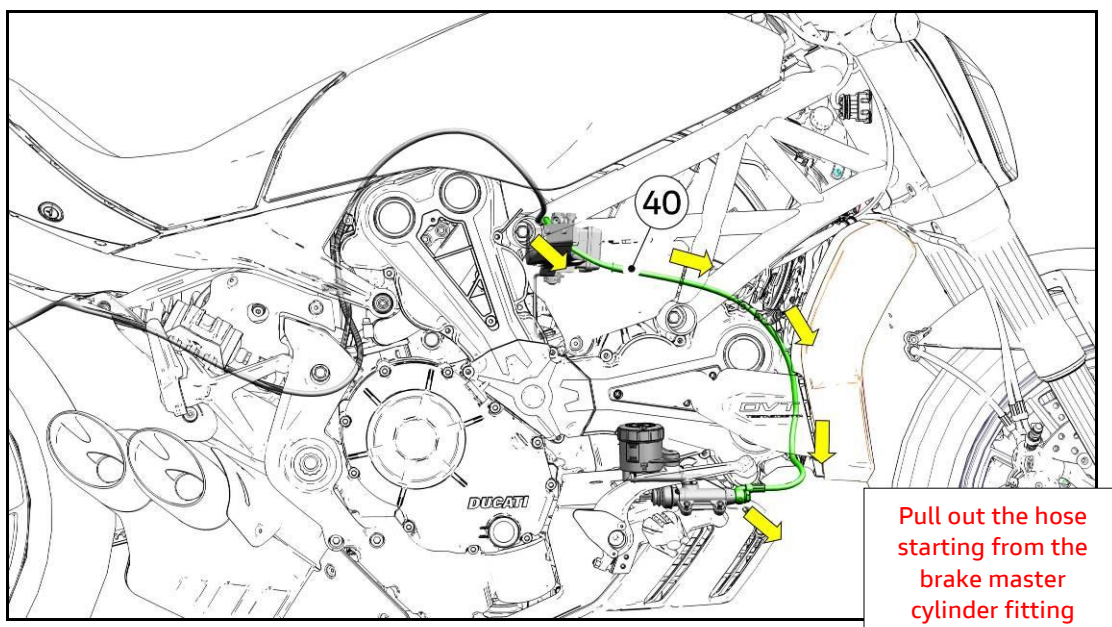 40
DVT
DUCATI
Pull out the hose
starting from the
brake master
cylinder fitting